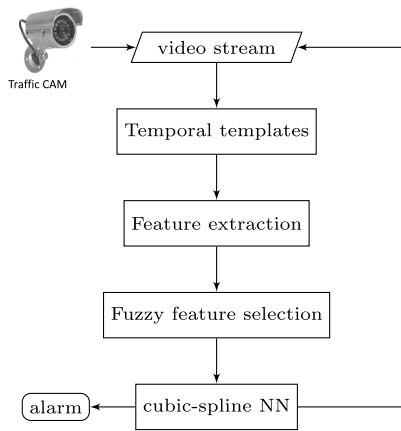 video stream
Traffic CAM
Temporal templates
Feature extraction
Fuzzy feature selection
alarm
cubic-spline NN